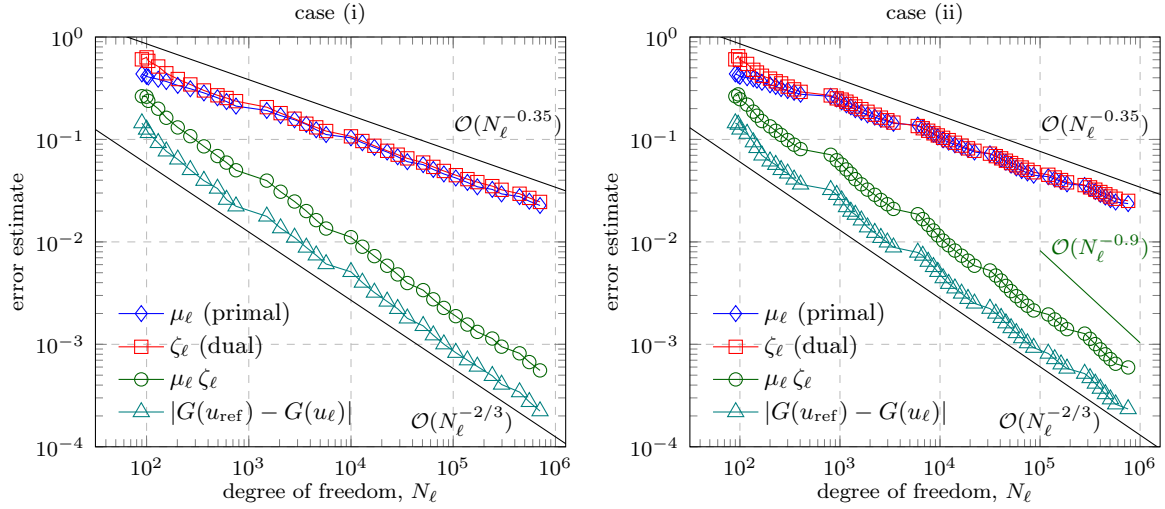 case (i)
10^0
10^{-1}
10^{-2}
10^{-3}
10^{-4}
error estimate
O(N_ℓ^{-0.35})
μ_ℓ (primal)
ζ_ℓ (dual)
μ_ℓ ζ_ℓ
|G(u_ref) − G(u_ℓ)|
O(N_ℓ^{-2/3})
10^2
10^3
10^4
10^5
10^6
degree of freedom, N_ℓ
case (ii)
10^0
10^{-1}
10^{-2}
10^{-3}
10^{-4}
error estimate
O(N_ℓ^{-0.35})
O(N_ℓ^{-0.9})
μ_ℓ (primal)
ζ_ℓ (dual)
μ_ℓ ζ_ℓ
|G(u_ref) − G(u_ℓ)|
O(N_ℓ^{-2/3})
10^2
10^3
10^4
10^5
10^6
degree of freedom, N_ℓ